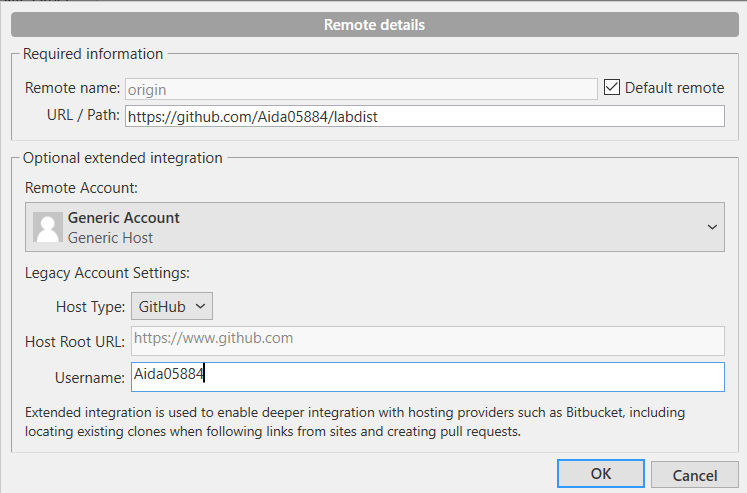 Remote details
Required information
Remote name: origin Default remote
URL / Path: https://github.com/Aida05884/labdist
Optional extended integration
Remote Account:
Generic Account
Generic Host
Legacy Account Settings:
Host Type: GitHub
Host Root URL: https://www.github.com
Username: Aida05884
Extended integration is used to enable deeper integration with hosting providers such as Bitbucket, including
locating existing clones when following links from sites and creating pull requests.
OK Cancel